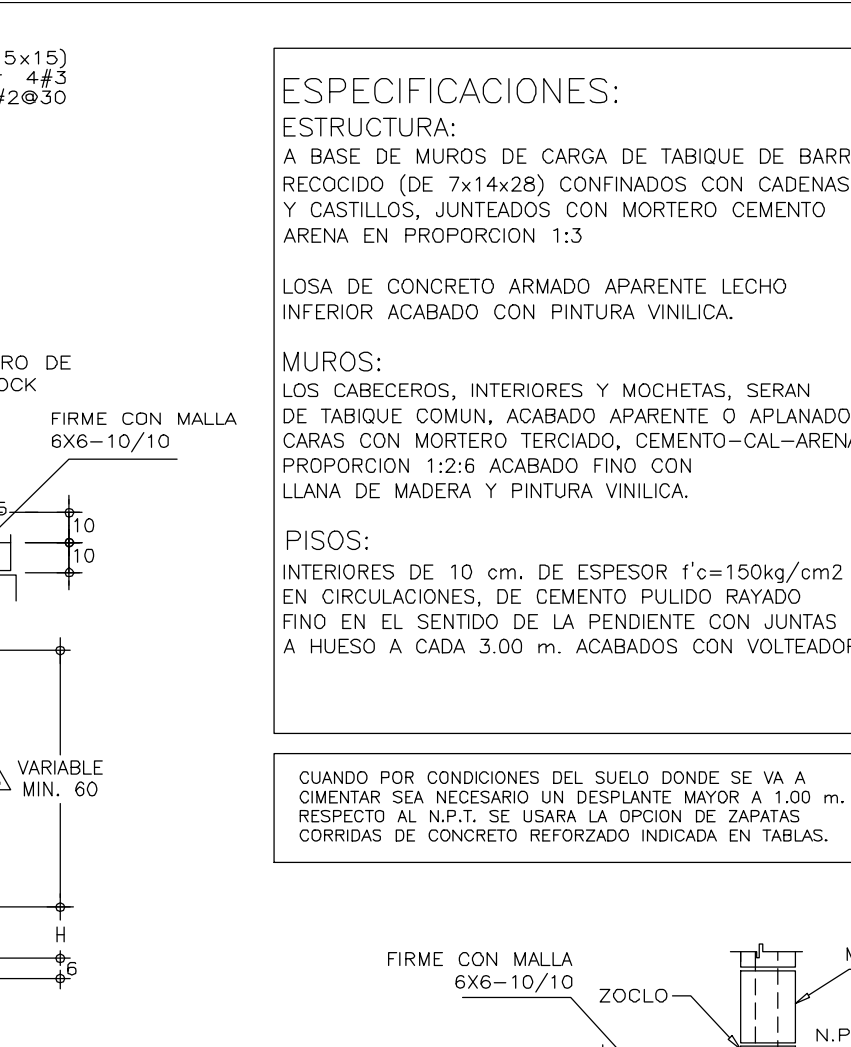 5x15)
4#3
#2@30
RO DE
OCK
FIRME CON MALLA
6X6-10/10
10
10
VARIABLE
MIN. 60
H
6
ESPECIFICACIONES:
ESTRUCTURA:
A BASE DE MUROS DE CARGA DE TABIQUE DE BARR
RECOCIDO (DE 7x14x28) CONFINADOS CON CADENAS
Y CASTILLOS, JUNTEADOS CON MORTERO CEMENTO
ARENA EN PROPORCION 1:3
LOSA DE CONCRETO ARMADO APARENTE LECHO
INFERIOR ACABADO CON PINTURA VINILICA.
MUROS:
LOS CABECEROS, INTERIORES Y MOCHETAS, SERAN
DE TABIQUE COMUN, ACABADO APARENTE O APLANADO
CARAS CON MORTERO TERCIADO, CEMENTO-CAL-ARENA
PROPORCION 1:2:6 ACABADO FINO CON
LLANA DE MADERA Y PINTURA VINILICA.
PISOS:
INTERIORES DE 10 cm. DE ESPESOR f'c=150kg/cm2
EN CIRCULACIONES, DE CEMENTO PULIDO RAYADO
FINO EN EL SENTIDO DE LA PENDIENTE CON JUNTAS
A HUESO A CADA 3.00 m. ACABADOS CON VOLTEADOR
CUANDO POR CONDICIONES DEL SUELO DONDE SE VA A
CIMENTAR SEA NECESARIO UN DESPLANTE MAYOR A 1.00 m.
RESPECTO AL N.P.T. SE USARA LA OPCION DE ZAPATAS
CORRIDAS DE CONCRETO REFORZADO INDICADA EN TABLAS.
FIRME CON MALLA
6X6-10/10
ZOCLO
N.P